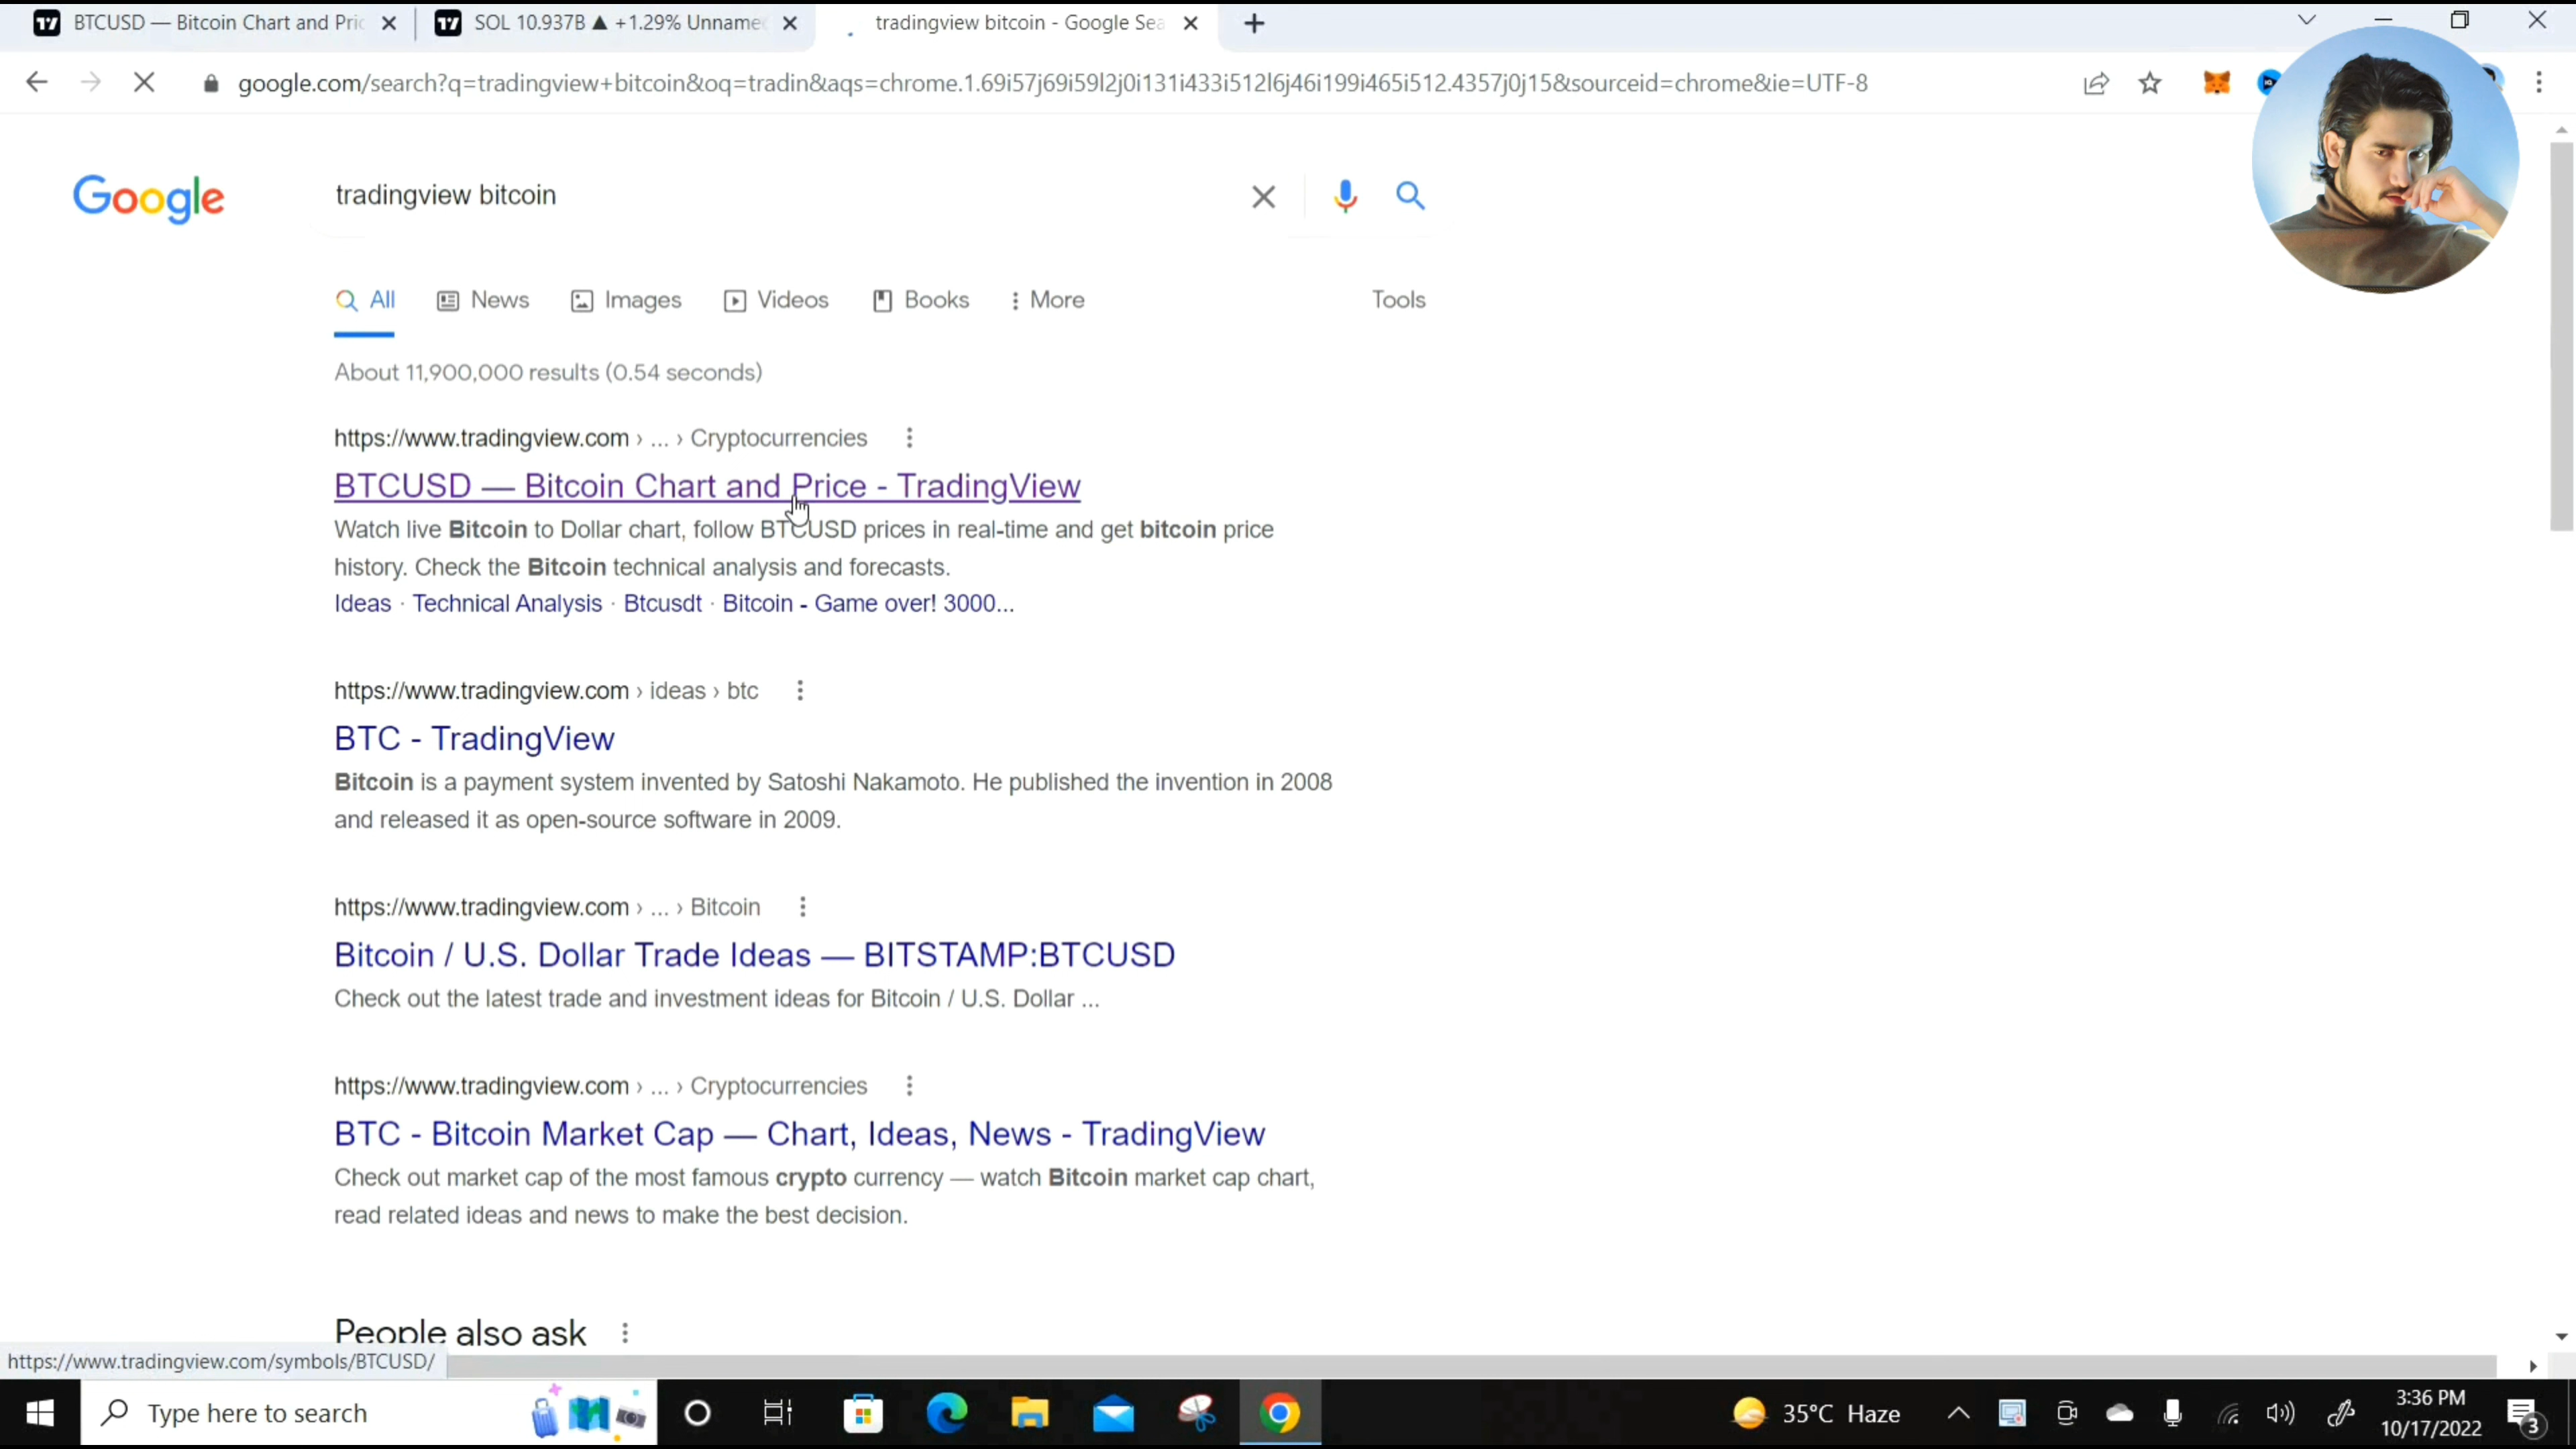 BTCUSD — Bitcoin Chart and Pric
SOL 10.937B ▲ +1.29% Unname
tradingview bitcoin - Google Sea
google.com/search?q=tradingview+bitcoin&oq=tradin&aqs=chrome.1.69i57j69i59l2j0i131i433i512l6j46i199i465i512.4357j0j15&sourceid=chrome&ie=UTF-8
Google
tradingview bitcoin
All News Images Videos Books More Tools
About 11,900,000 results (0.54 seconds)
https://www.tradingview.com › ... › Cryptocurrencies
BTCUSD — Bitcoin Chart and Price - TradingView
Watch live Bitcoin to Dollar chart, follow BTCUSD prices in real-time and get bitcoin price
history. Check the Bitcoin technical analysis and forecasts.
Ideas · Technical Analysis · Btcusdt · Bitcoin - Game over! 3000...
https://www.tradingview.com › ideas › btc
BTC - TradingView
Bitcoin is a payment system invented by Satoshi Nakamoto. He published the invention in 2008
and released it as open-source software in 2009.
https://www.tradingview.com › ... › Bitcoin
Bitcoin / U.S. Dollar Trade Ideas — BITSTAMP:BTCUSD
Check out the latest trade and investment ideas for Bitcoin / U.S. Dollar ...
https://www.tradingview.com › ... › Cryptocurrencies
BTC - Bitcoin Market Cap — Chart, Ideas, News - TradingView
Check out market cap of the most famous crypto currency — watch Bitcoin market cap chart,
read related ideas and news to make the best decision.
People also ask
https://www.tradingview.com/symbols/BTCUSD/
Type here to search
35°C Haze
3:36 PM
10/17/2022
3